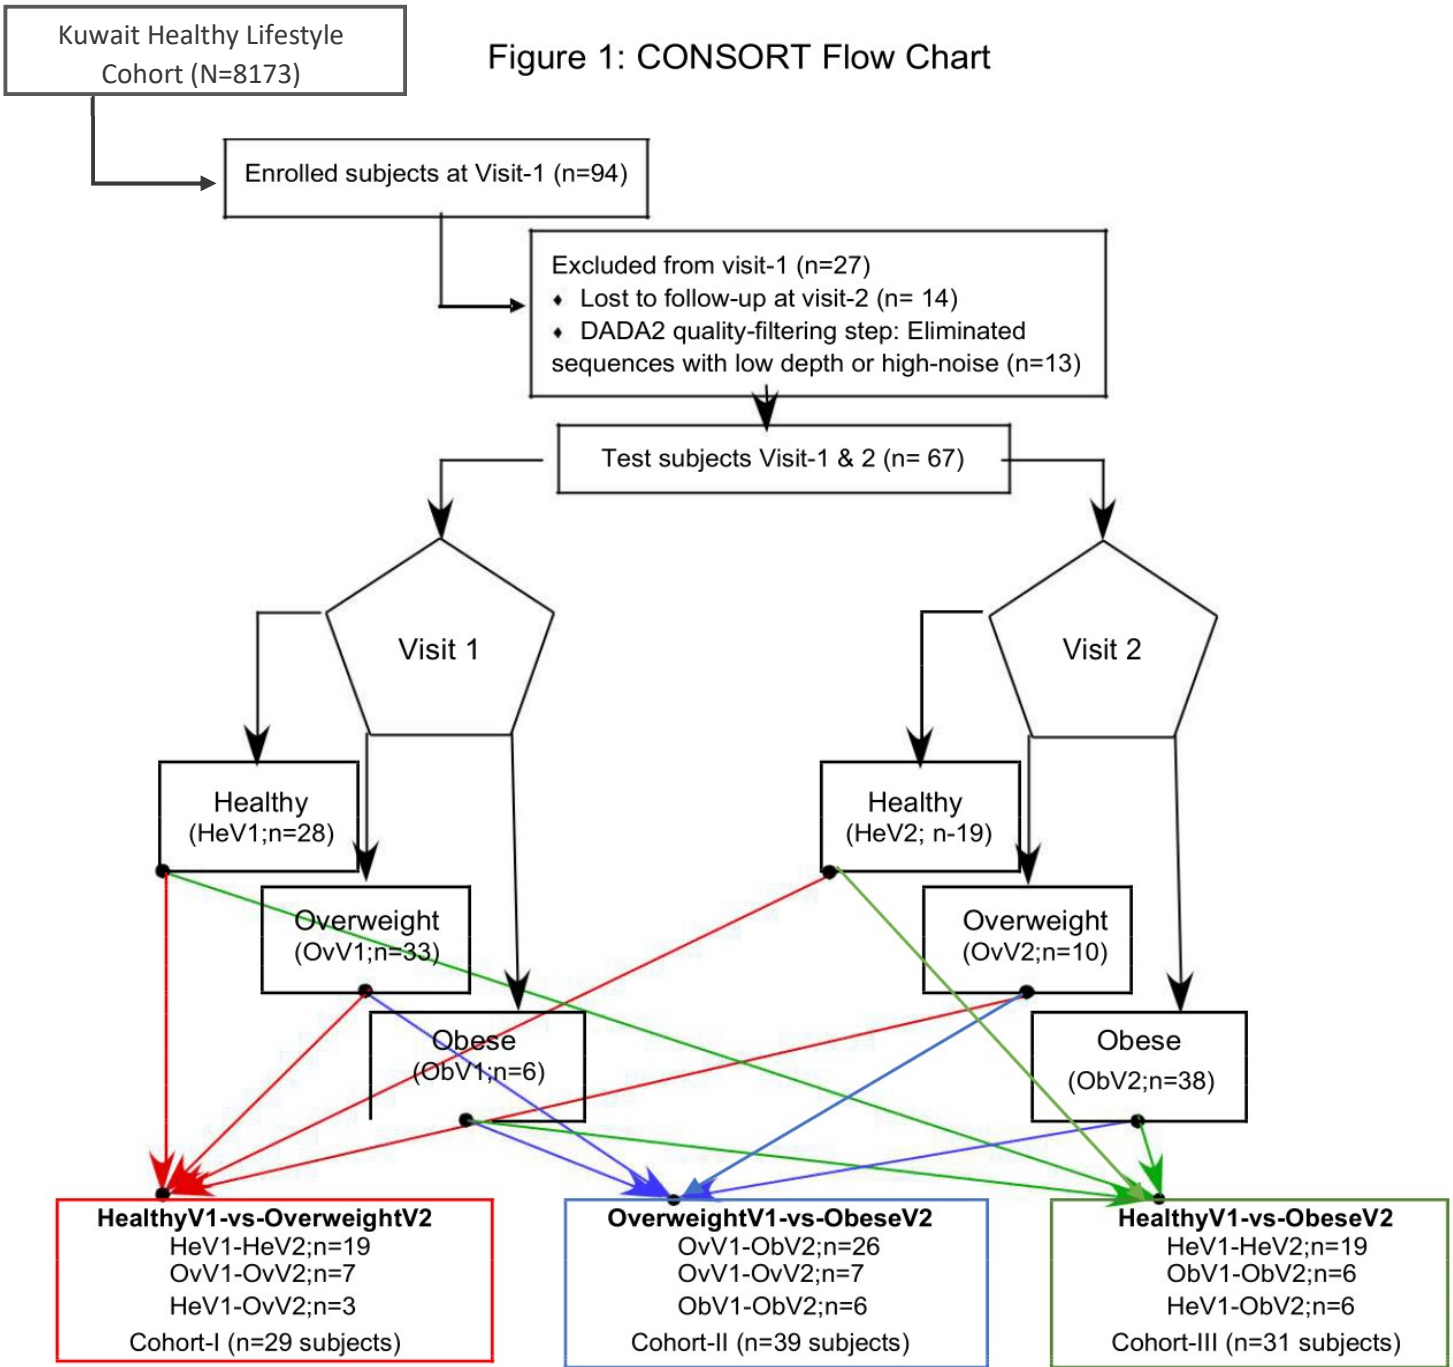 Kuwait Healthy Lifestyle
Cohort (N=8173)
Figure 1: CONSORT Flow Chart
Enrolled subjects at Visit-1 (n=94)
Excluded from visit-1 (n=27)
♦ Lost to follow-up at visit-2 (n= 14)
♦ DADA2 quality-filtering step: Eliminated
sequences with low depth or high-noise (n=13)
Test subjects Visit-1 & 2 (n= 67)
Visit 1
Visit 2
Healthy
(HeV1;n=28)
Overweight
(OvV1;n=33)
Obese
(ObV1;n=6)
Healthy
(HeV2; n-19)
Overweight
(OvV2;n=10)
Obese
(ObV2;n=38)
HealthyV1-vs-OverweightV2
HeV1-HeV2;n=19
OvV1-OvV2;n=7
HeV1-OvV2;n=3
Cohort-I (n=29 subjects)
OverweightV1-vs-ObeseV2
OvV1-ObV2;n=26
OvV1-OvV2;n=7
ObV1-ObV2;n=6
Cohort-II (n=39 subjects)
HealthyV1-vs-ObeseV2
HeV1-HeV2;n=19
ObV1-ObV2;n=6
HeV1-ObV2;n=6
Cohort-III (n=31 subjects)